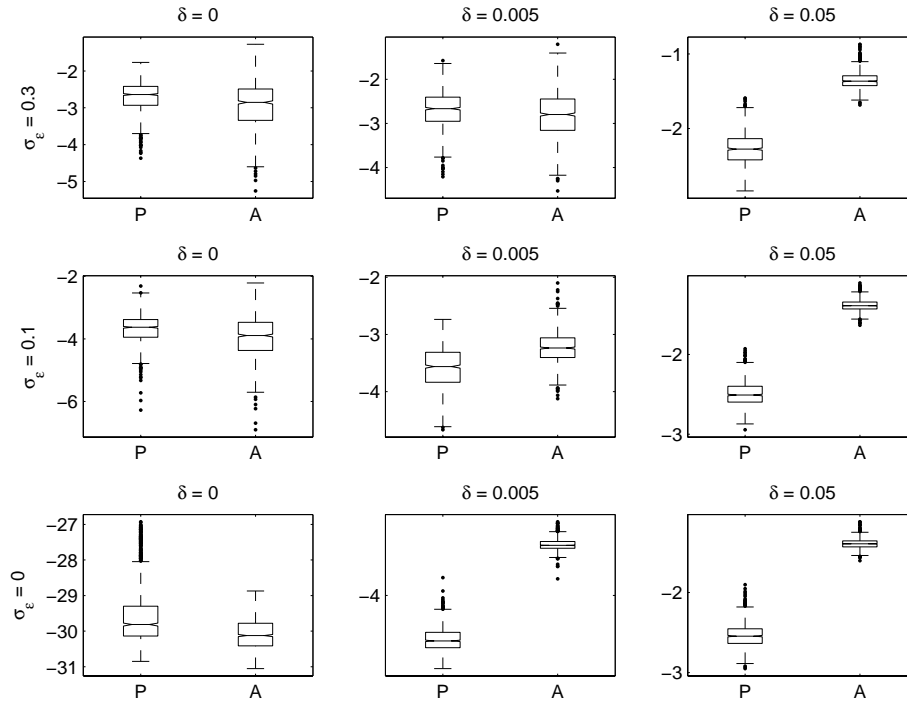 δ = 0
δ = 0.005
δ = 0.05
σε = 0.3
−2
−3
−4
−5
P
A
−2
−3
−4
P
A
−1
−2
P
A
δ = 0
δ = 0.005
δ = 0.05
σε = 0.1
−2
−4
−6
P
A
−2
−3
−4
P
A
−2
−3
P
A
δ = 0
δ = 0.005
δ = 0.05
σε = 0
−27
−28
−29
−30
−31
P
A
−4
P
A
−2
−3
P
A